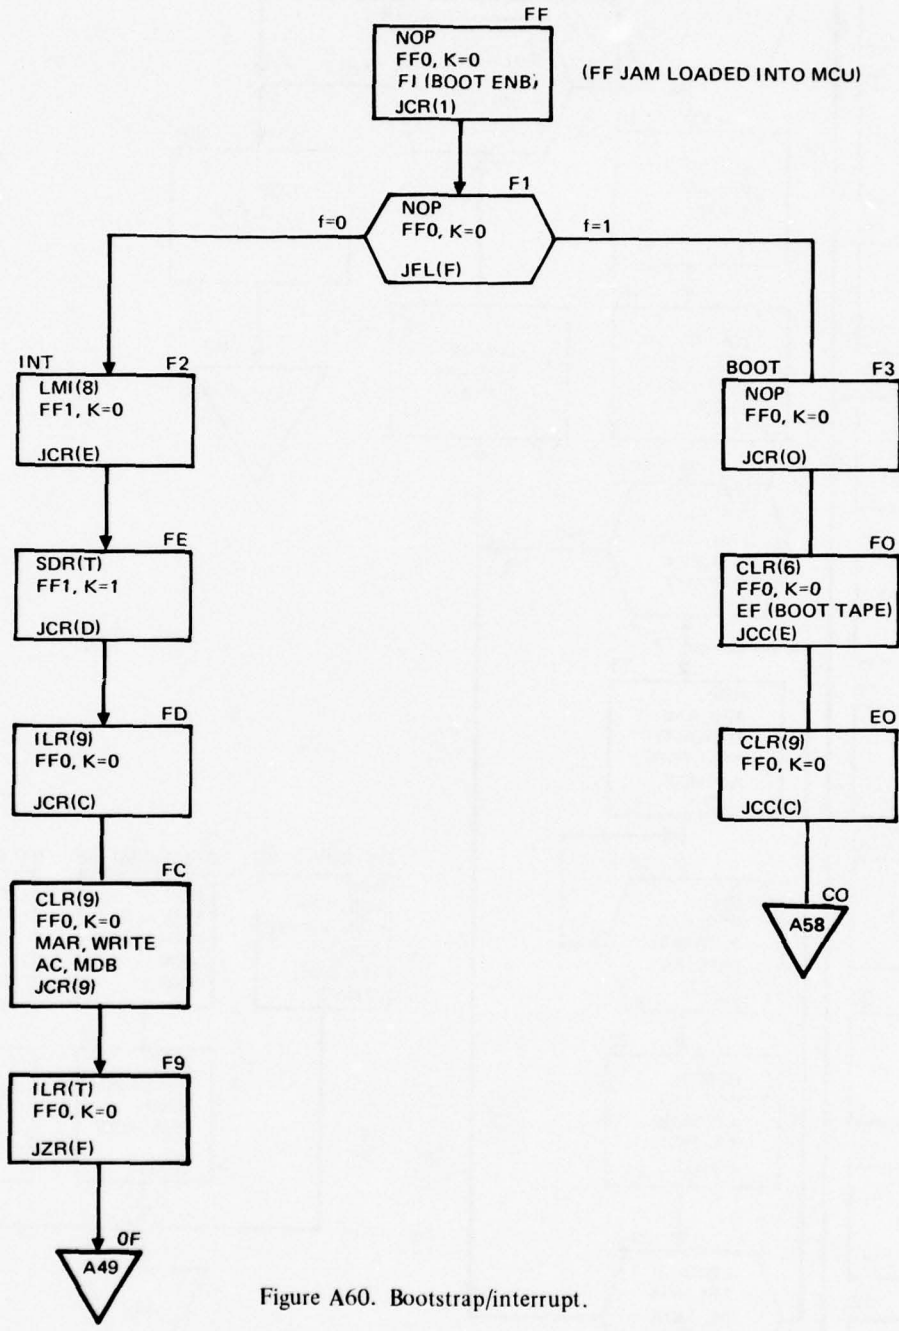 FF
NOP
FF0, K=0
FI (BOOT ENB)
JCR(1)
(FF JAM LOADED INTO MCU)
F1
NOP
FF0, K=0
JFL(F)
f=0
f=1
INT
F2
LMI(8)
FF1, K=0
JCR(E)
FE
SDR(T)
FF1, K=1
JCR(D)
FD
ILR(9)
FF0, K=0
JCR(C)
FC
CLR(9)
FF0, K=0
MAR, WRITE
AC, MDB
JCR(9)
F9
ILR(T)
FF0, K=0
JZR(F)
0F
A49
BOOT
F3
NOP
FF0, K=0
JCR(O)
FO
CLR(6)
FF0, K=0
EF (BOOT TAPE)
JCC(E)
EO
CLR(9)
FF0, K=0
JCC(C)
CO
A58
Figure A60. Bootstrap/interrupt.